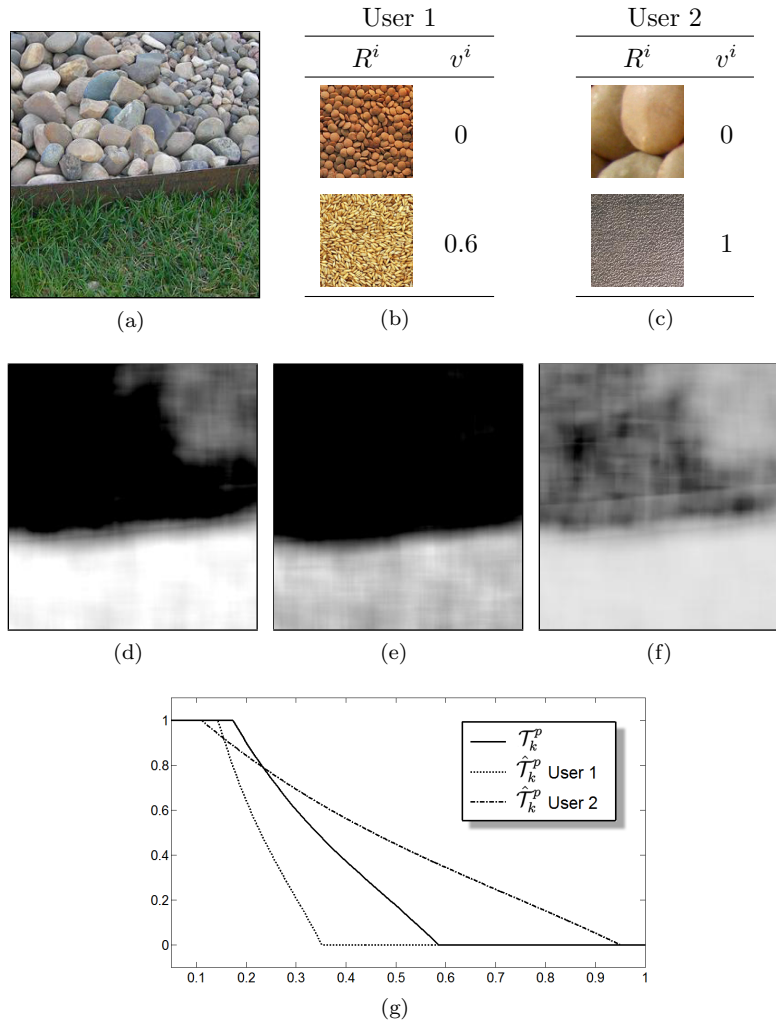 User 1
R^i v^i
0
0.6
User 2
R^i v^i
0
1
(a)
(b)
(c)
(d)
(e)
(f)
1
0.8
0.6
0.4
0.2
0
𝒯_k^p
𝒯̂_k^p User 1
𝒯̂_k^p User 2
0.1 0.2 0.3 0.4 0.5 0.6 0.7 0.8 0.9 1
(g)